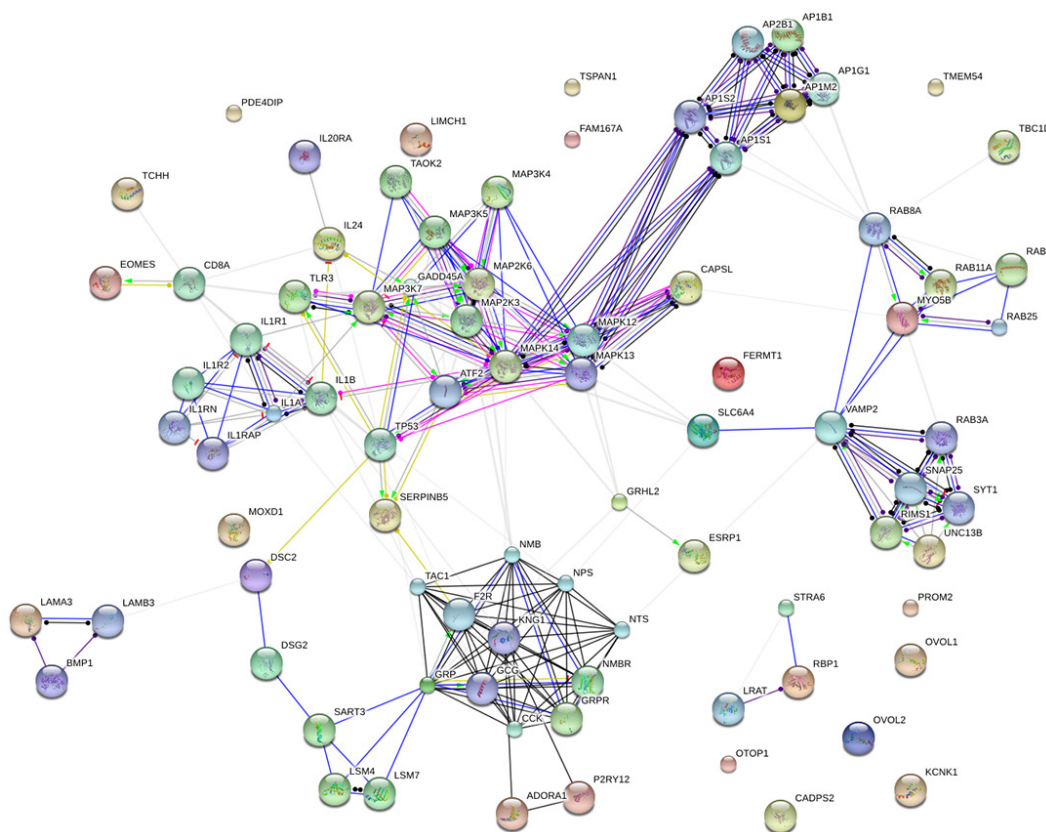 AP2B1
AP1B1
TSPAN1
TMEM54
AP1G1
AP1M2
PDE4DIP
AP1S2
IL20RA
LIMCH1
FAM167A
TBC1D
AP1S1
TAOK2
MAP3K4
TCHH
MAP3K5
RAB8A
IL24
EOMES
CD8A
TLR3
GADD45A
MAP2K6
CAPSL
RAB11A
RAB
MAP3K7
MAP2K3
MYO5B
RAB25
IL1R1
MAPK12
MAPK14
MAPK13
IL1R2
IL1B
ATF2
FERMT1
IL1A
IL1RN
IL1RAP
TP53
SLC6A4
VAMP2
RAB3A
SNAP25
SYT1
SERPINB5
GRHL2
RIMS1
UNC13B
MOXD1
ESRP1
DSC2
NMB
TAC1
NPS
F2R
LAMA3
LAMB3
KNG1
NTS
STRA6
PROM2
BMP1
DSG2
GRP
GCG
NMBR
OVOL1
RBP1
GRPR
LRAT
SART3
CCK
OVOL2
OTOP1
LSM4
LSM7
P2RY12
KCNK1
ADORA1
CADPS2